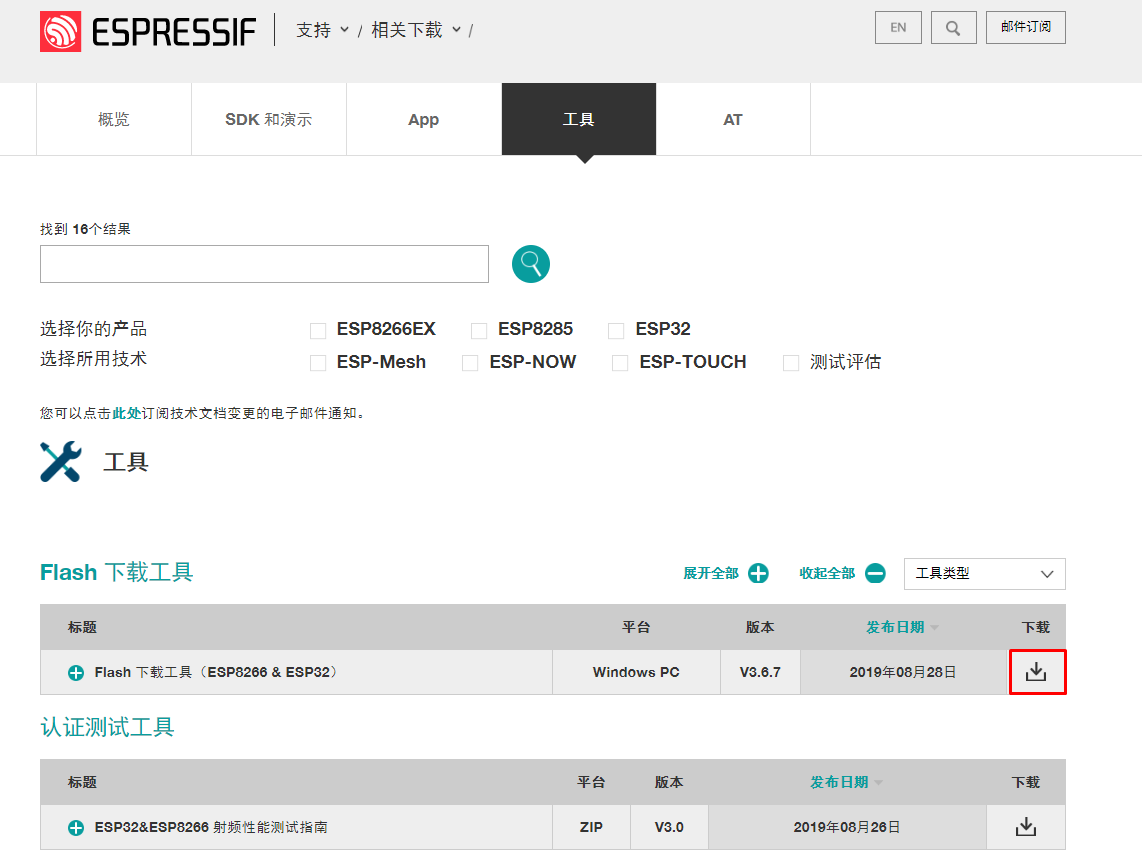 ESPRESSIF 支持 / 相关下载 / EN 邮件订阅
概览 SDK 和演示 App 工具 AT
找到 16个结果
选择你的产品 ESP8266EX ESP8285 ESP32
选择所用技术 ESP-Mesh ESP-NOW ESP-TOUCH 测试评估
您可以点击此处订阅技术文档变更的电子邮件通知。
工具
Flash 下载工具 展开全部 收起全部 工具类型
标题 平台 版本 发布日期 下载
Flash 下载工具（ESP8266 & ESP32） Windows PC V3.6.7 2019年08月28日
认证测试工具
标题 平台 版本 发布日期 下载
ESP32&ESP8266 射频性能测试指南 ZIP V3.0 2019年08月26日